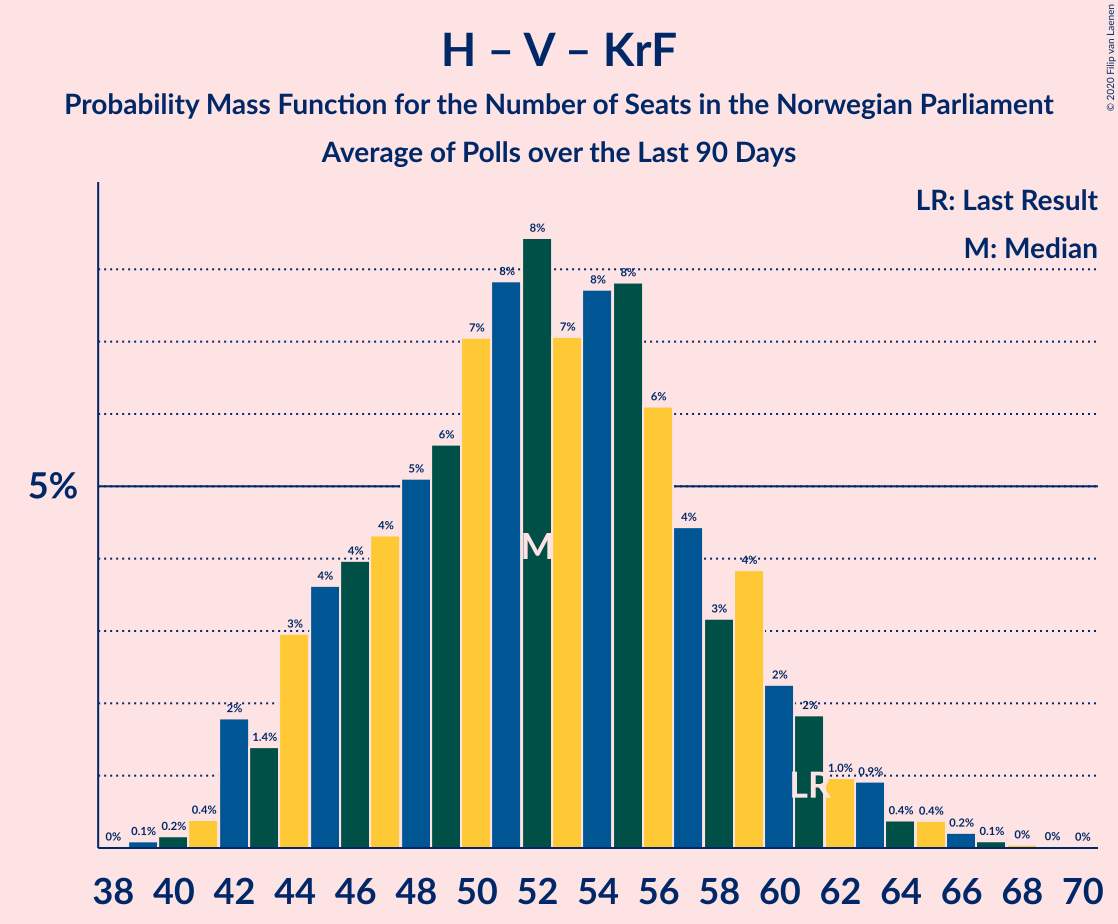 H – V – KrF
Probability Mass Function for the Number of Seats in the Norwegian Parliament
Average of Polls over the Last 90 Days
© 2020 Filip van Laenen
LR: Last Result
M: Median
5%
0% 0.1% 0.2% 0.4% 2% 1.4% 3% 4% 4% 4% 5% 6% 7% 8% 8% 7% 8% 8% 6% 4% 3% 4% 2% 2% 1.0% 0.9% 0.4% 0.4% 0.2% 0.1% 0% 0% 0%
M
LR
38 40 42 44 46 48 50 52 54 56 58 60 62 64 66 68 70